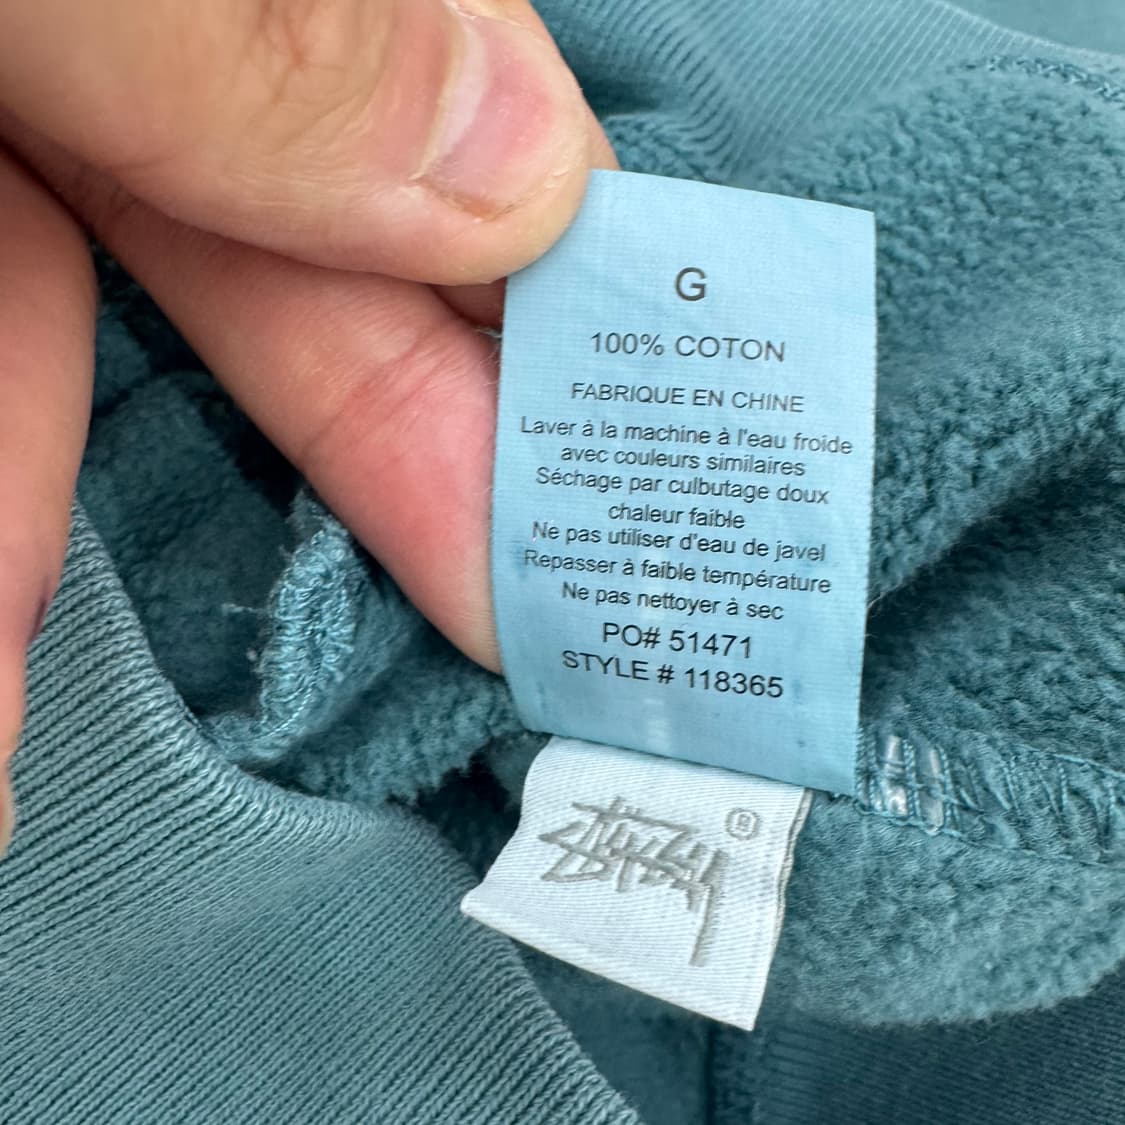 G
100% COTON
FABRIQUE EN CHINE
Laver à la machine à l'eau froide
avec couleurs similaires
Séchage par culbutage doux
chaleur faible
Ne pas utiliser d'eau de javel
Repasser à faible température
Ne pas nettoyer à sec
PO# 51471
STYLE # 118365
Stüssy ®